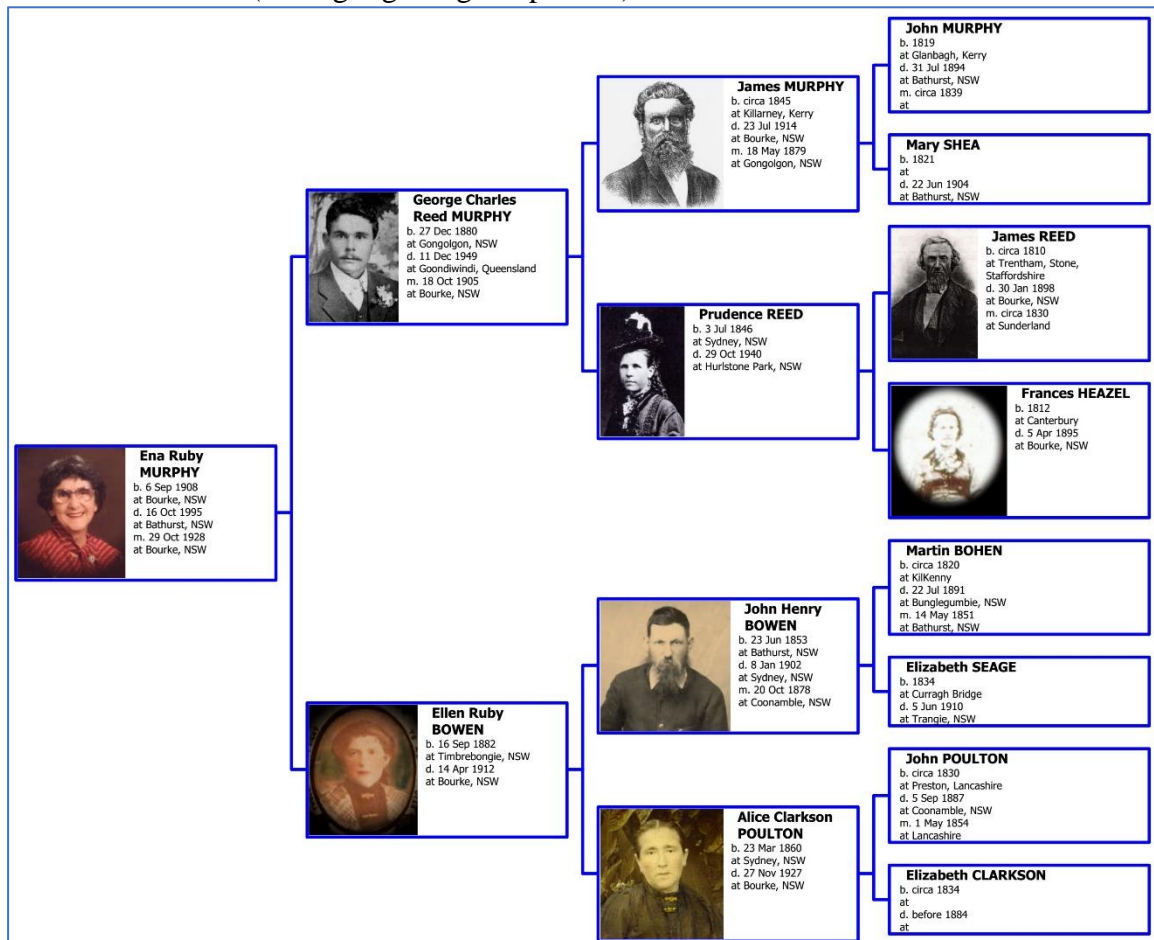 Ena Ruby
MURPHY
b. 6 Sep 1908
at Bourke, NSW
d. 16 Oct 1995
at Bathurst, NSW
m. 29 Oct 1928
at Bourke, NSW
George Charles
Reed MURPHY
b. 27 Dec 1880
at Gongolgon, NSW
d. 11 Dec 1949
at Goondiwindi, Queensland
m. 18 Oct 1905
at Bourke, NSW
Ellen Ruby
BOWEN
b. 16 Sep 1882
at Timbrebongie, NSW
d. 14 Apr 1912
at Bourke, NSW
James MURPHY
b. circa 1845
at Killarney, Kerry
d. 23 Jul 1914
at Bourke, NSW
m. 18 May 1879
at Gongolgon, NSW
Prudence REED
b. 3 Jul 1846
at Sydney, NSW
d. 29 Oct 1940
at Hurlstone Park, NSW
John Henry
BOWEN
b. 23 Jun 1853
at Bathurst, NSW
d. 8 Jan 1902
at Sydney, NSW
m. 20 Oct 1878
at Coonamble, NSW
Alice Clarkson
POULTON
b. 23 Mar 1860
at Sydney, NSW
d. 27 Nov 1927
at Bourke, NSW
John MURPHY
b. 1819
at Glanbagh, Kerry
d. 31 Jul 1894
at Bathurst, NSW
m. circa 1839
at
Mary SHEA
b. 1821
at
d. 22 Jun 1904
at Bathurst, NSW
James REED
b. circa 1810
at Trentham, Stone,
Staffordshire
d. 30 Jan 1898
at Bourke, NSW
m. circa 1830
at Sunderland
Frances HEAZEL
b. 1812
at Canterbury
d. 5 Apr 1895
at Bourke, NSW
Martin BOHEN
b. circa 1820
at KilKenny
d. 22 Jul 1891
at Bunglegumbie, NSW
m. 14 May 1851
at Bathurst, NSW
Elizabeth SEAGE
b. 1834
at Curragh Bridge
d. 5 Jun 1910
at Trangie, NSW
John POULTON
b. circa 1830
at Preston, Lancashire
d. 5 Sep 1887
at Coonamble, NSW
m. 1 May 1854
at Lancashire
Elizabeth CLARKSON
b. circa 1834
at
d. before 1884
at